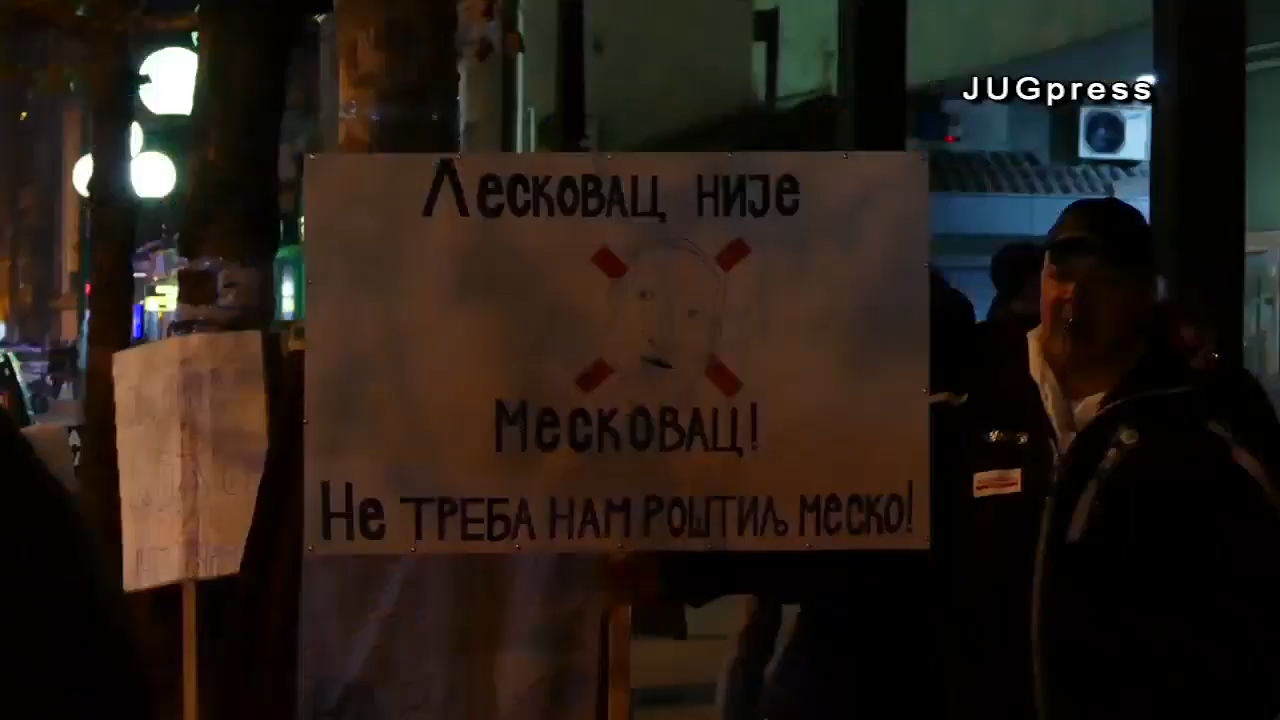 JUGpress
Лесковац није
Месковац!
Не треба нам роштиљ меско!